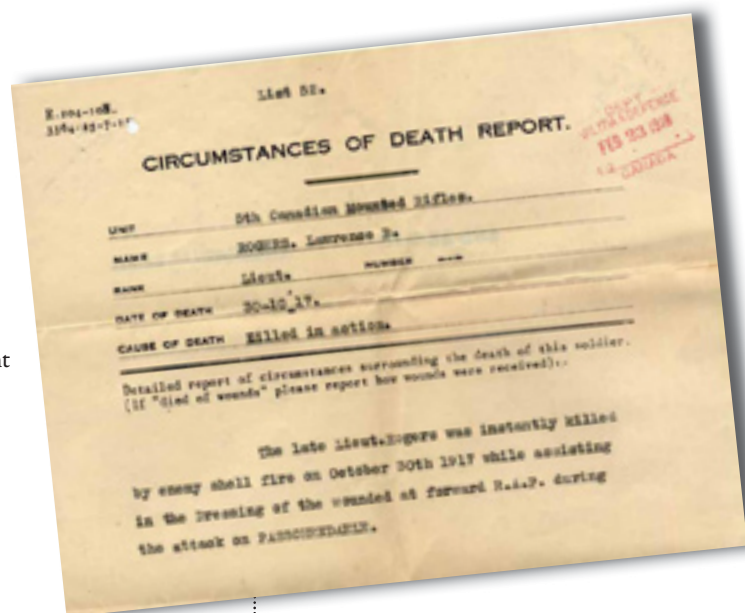 List 52.
CIRCUMSTANCES OF DEATH REPORT.
DEPT
FEB 23 1918
CANADA
UNIT 5th Canadian Mounted Rifles.
NAME ROGERS. Lawrence B.
RANK Lieut. NUMBER
DATE OF DEATH 30-10-17.
CAUSE OF DEATH Killed in action.
Detailed report of circumstances surrounding the death of this soldier.
(if "died of wounds" please report how wounds were received):-
The late Lieut.Rogers was instantly killed
by enemy shell fire on October 30th 1917 while assisting
in the Dressing of the wounded at forward R.A.P. during
the attack on PASSCHENDAELE.